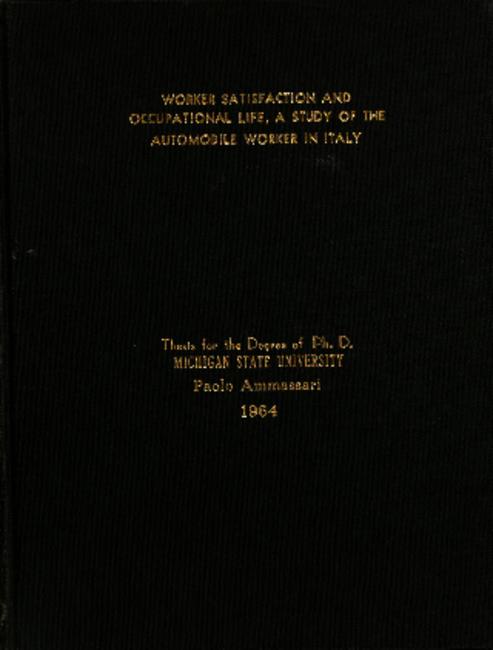 WORKER SATISFACTION AND
OCCUPATIONAL LIFE, A STUDY OF THE
AUTOMOBILE WORKER IN ITALY
Thesis for the Degree of Ph. D.
MICHIGAN STATE UNIVERSITY
Paolo Ammassari
1964